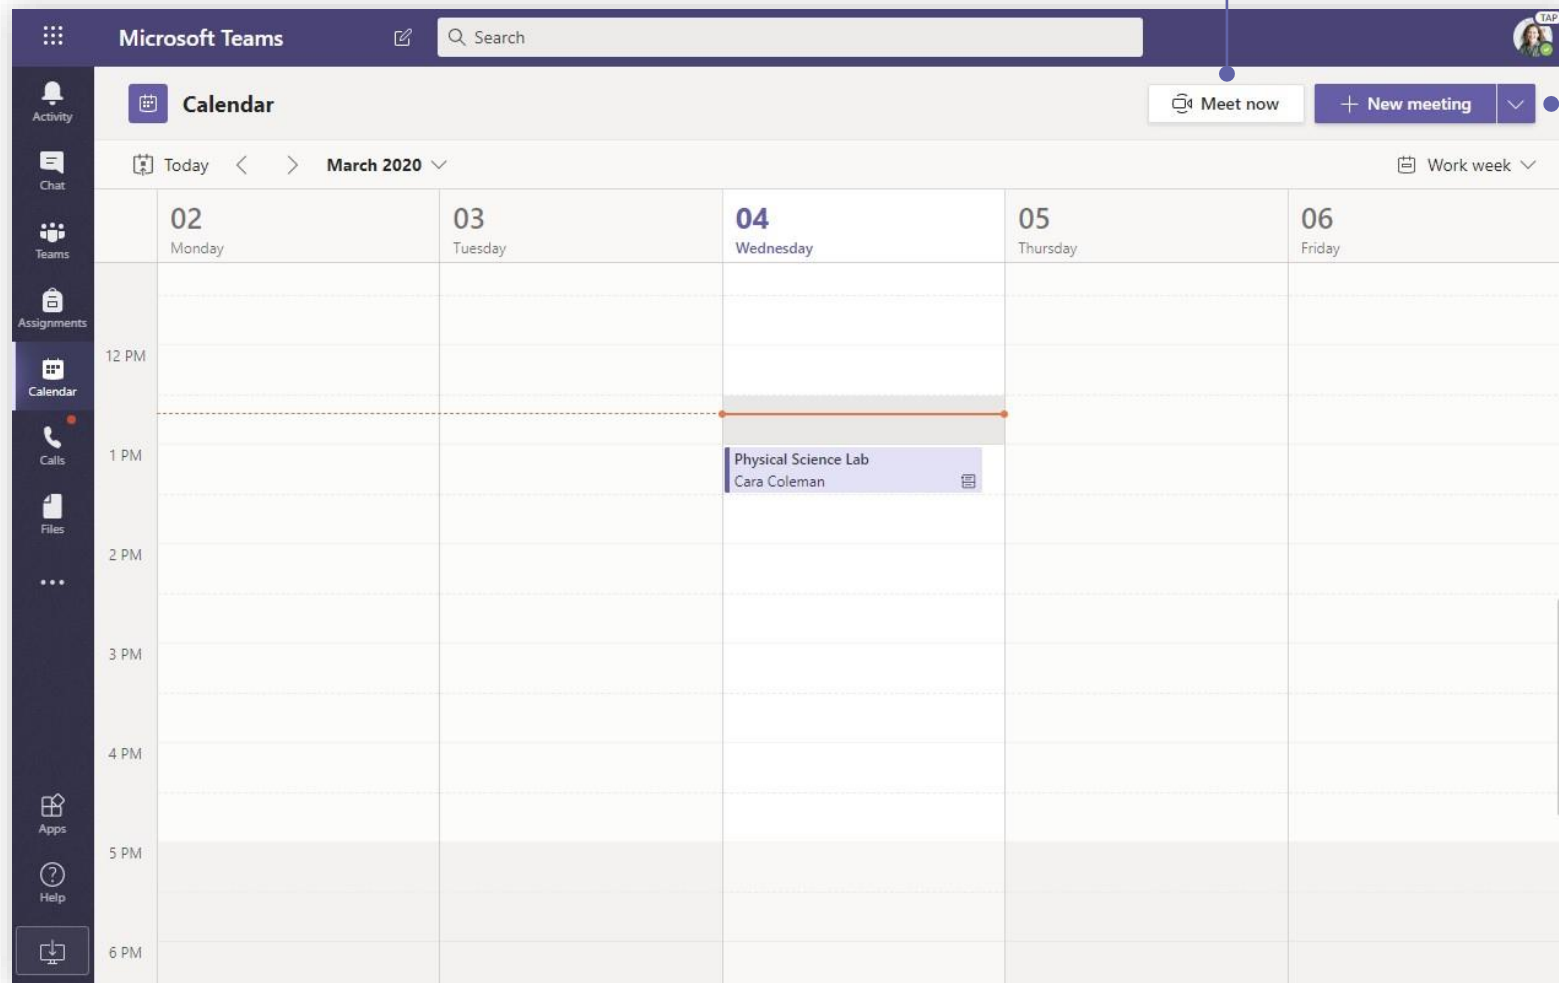 Microsoft Teams
Search
TAP
Activity
Chat
Teams
Assignments
Calendar
Calls
Files
Apps
Help
Calendar
Meet now
New meeting
Today
March 2020
Work week
02
Monday
03
Tuesday
04
Wednesday
05
Thursday
06
Friday
12 PM
1 PM
Physical Science Lab
Cara Coleman
2 PM
3 PM
4 PM
5 PM
6 PM